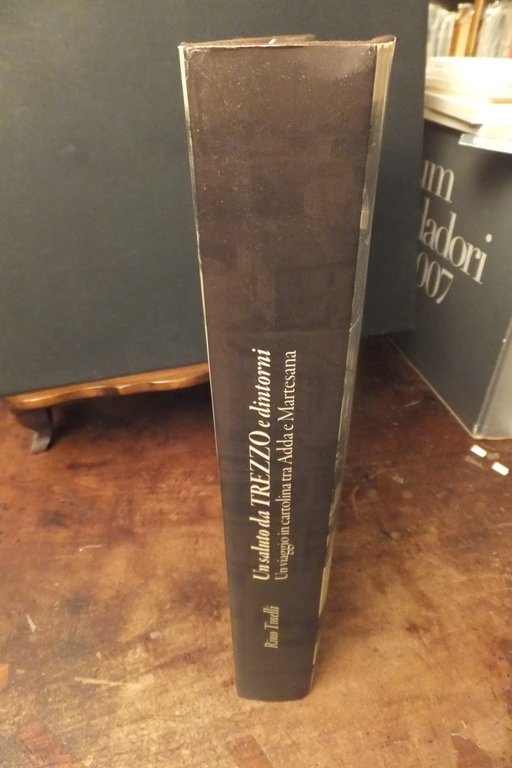 Un saluto da TREZZO e dintorni
Un viaggio in cartolina tra Adda e Martesana
Rino Tinelli
um
dadori
007